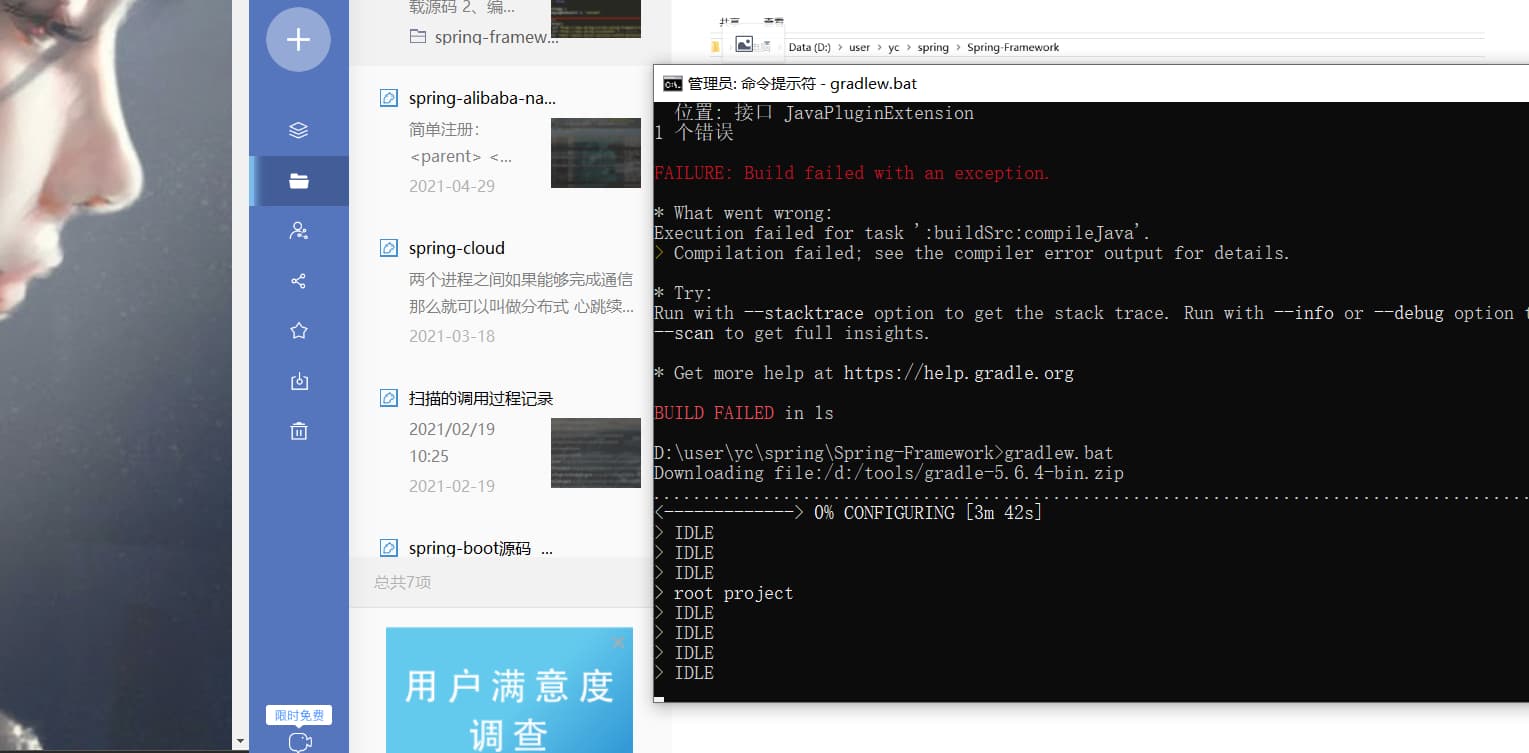 载源码 2、编...
spring-framew...
spring-alibaba-na...
简单注册：
<parent> <...
2021-04-29
spring-cloud
两个进程之间如果能够完成通信
那么就可以叫做分布式 心跳续...
2021-03-18
扫描的调用过程记录
2021/02/19
10:25
2021-02-19
spring-boot源码 ...
总共7项
用户满意度
调查
限时免费
共享 查看
Data (D:) > user > yc > spring > Spring-Framework
管理员: 命令提示符 - gradlew.bat
位置: 接口 JavaPluginExtension
1 个错误
FAILURE: Build failed with an exception.
* What went wrong:
Execution failed for task ':buildSrc:compileJava'.
> Compilation failed; see the compiler error output for details.
* Try:
Run with --stacktrace option to get the stack trace. Run with --info or --debug option t
--scan to get full insights.
* Get more help at https://help.gradle.org
BUILD FAILED in 1s
D:\user\yc\spring\Spring-Framework>gradlew.bat
Downloading file:/d:/tools/gradle-5.6.4-bin.zip
................................................................................
<-------------> 0% CONFIGURING [3m 42s]
> IDLE
> IDLE
> IDLE
> root project
> IDLE
> IDLE
> IDLE
> IDLE